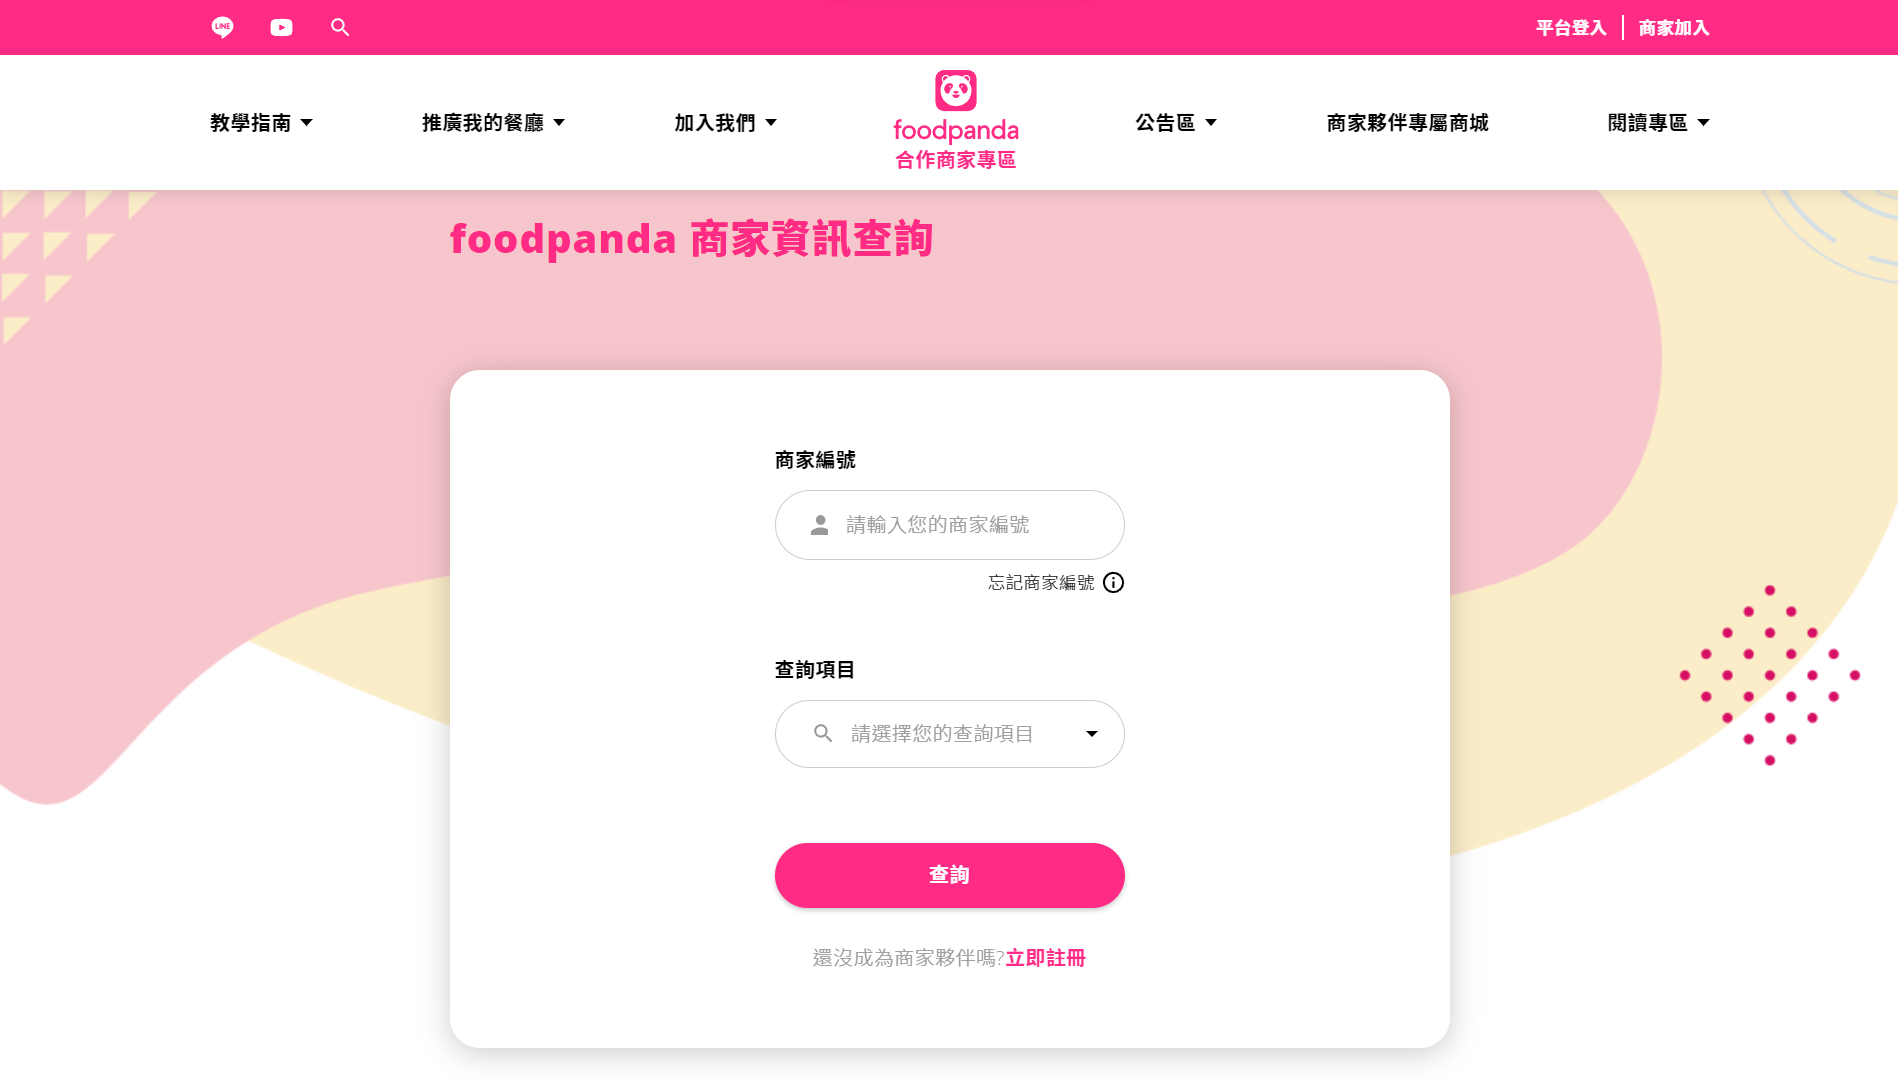 LINE
平台登入
商家加入
教學指南
推廣我的餐廳
加入我們
foodpanda
合作商家專區
公告區
商家夥伴專屬商城
閱讀專區
foodpanda 商家資訊查詢
商家編號
請輸入您的商家編號
忘記商家編號
查詢項目
請選擇您的查詢項目
查詢
還沒成為商家夥伴嗎?立即註冊